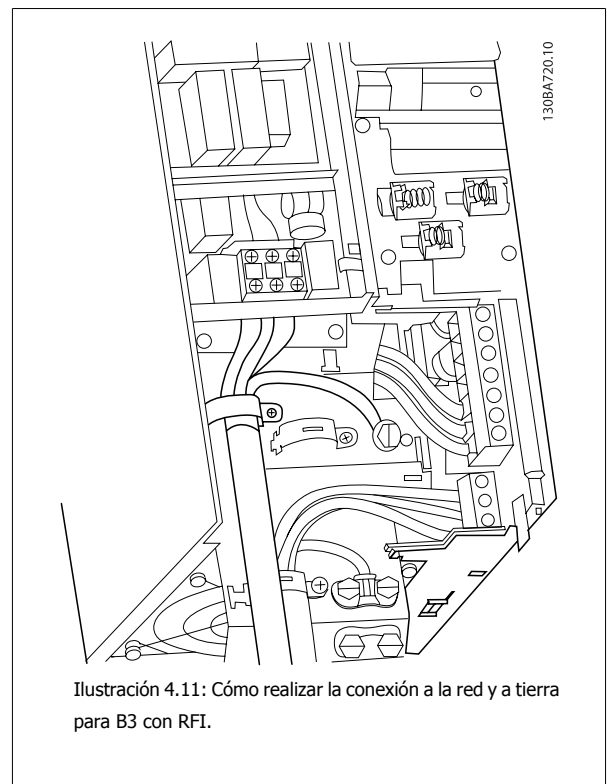 130BA720.10
Ilustración 4.11: Cómo realizar la conexión a la red y a tierra
para B3 con RFI.